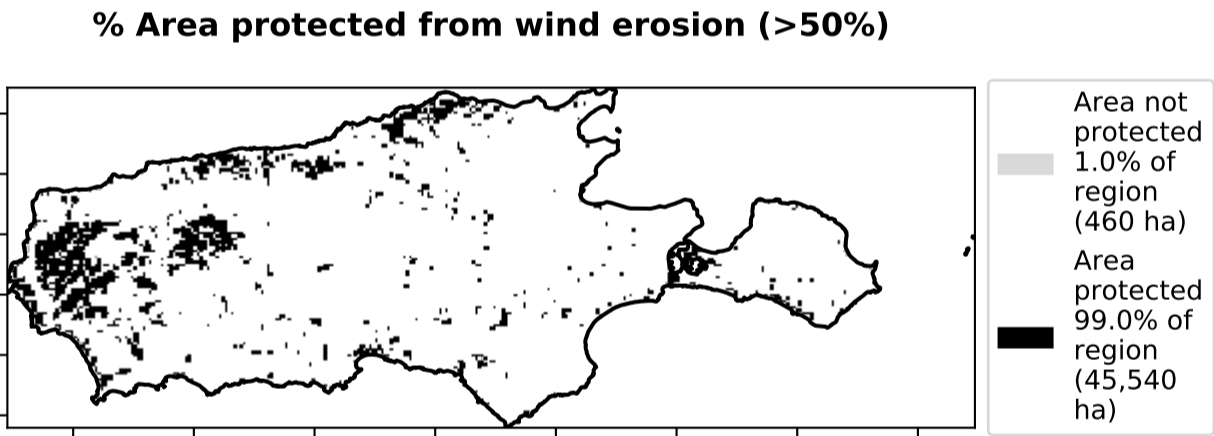 % Area protected from wind erosion (>50%)
Area not
protected
1.0% of
region
(460 ha)
Area
protected
99.0% of
region
(45,540
ha)